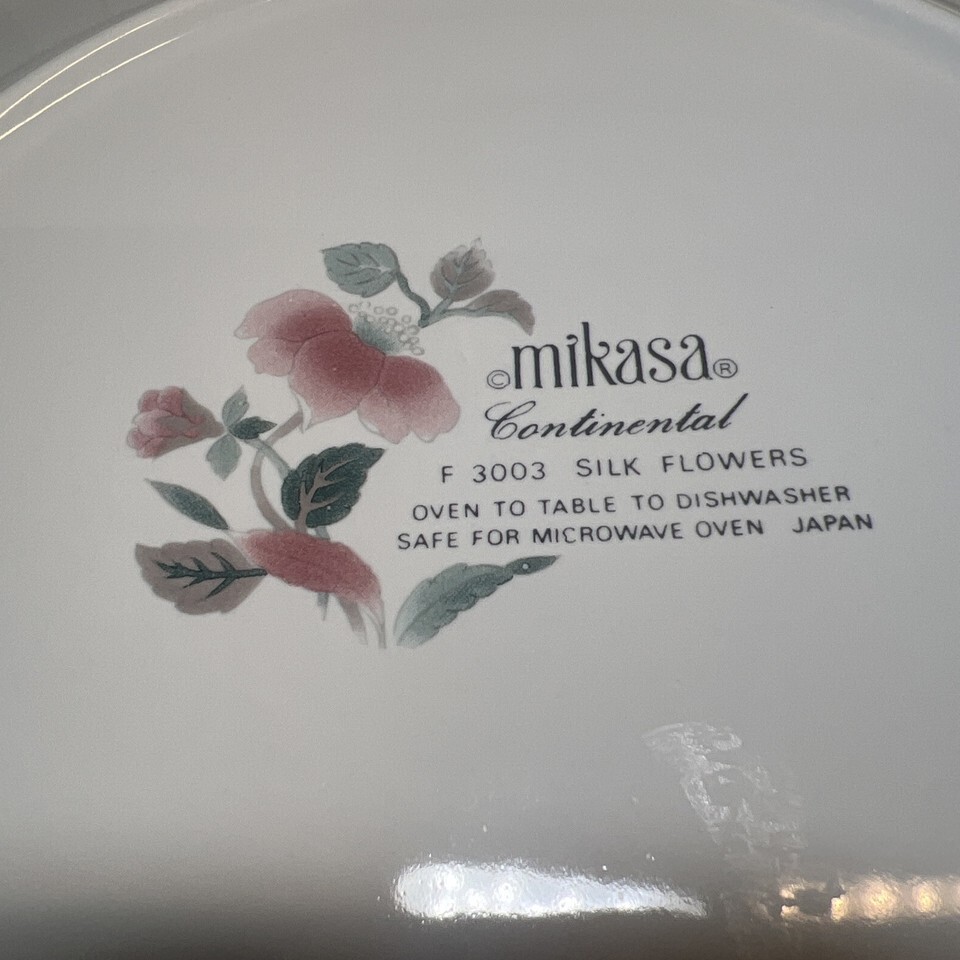 ©mikasa®
Continental
F 3003 SILK FLOWERS
OVEN TO TABLE TO DISHWASHER
SAFE FOR MICROWAVE OVEN JAPAN